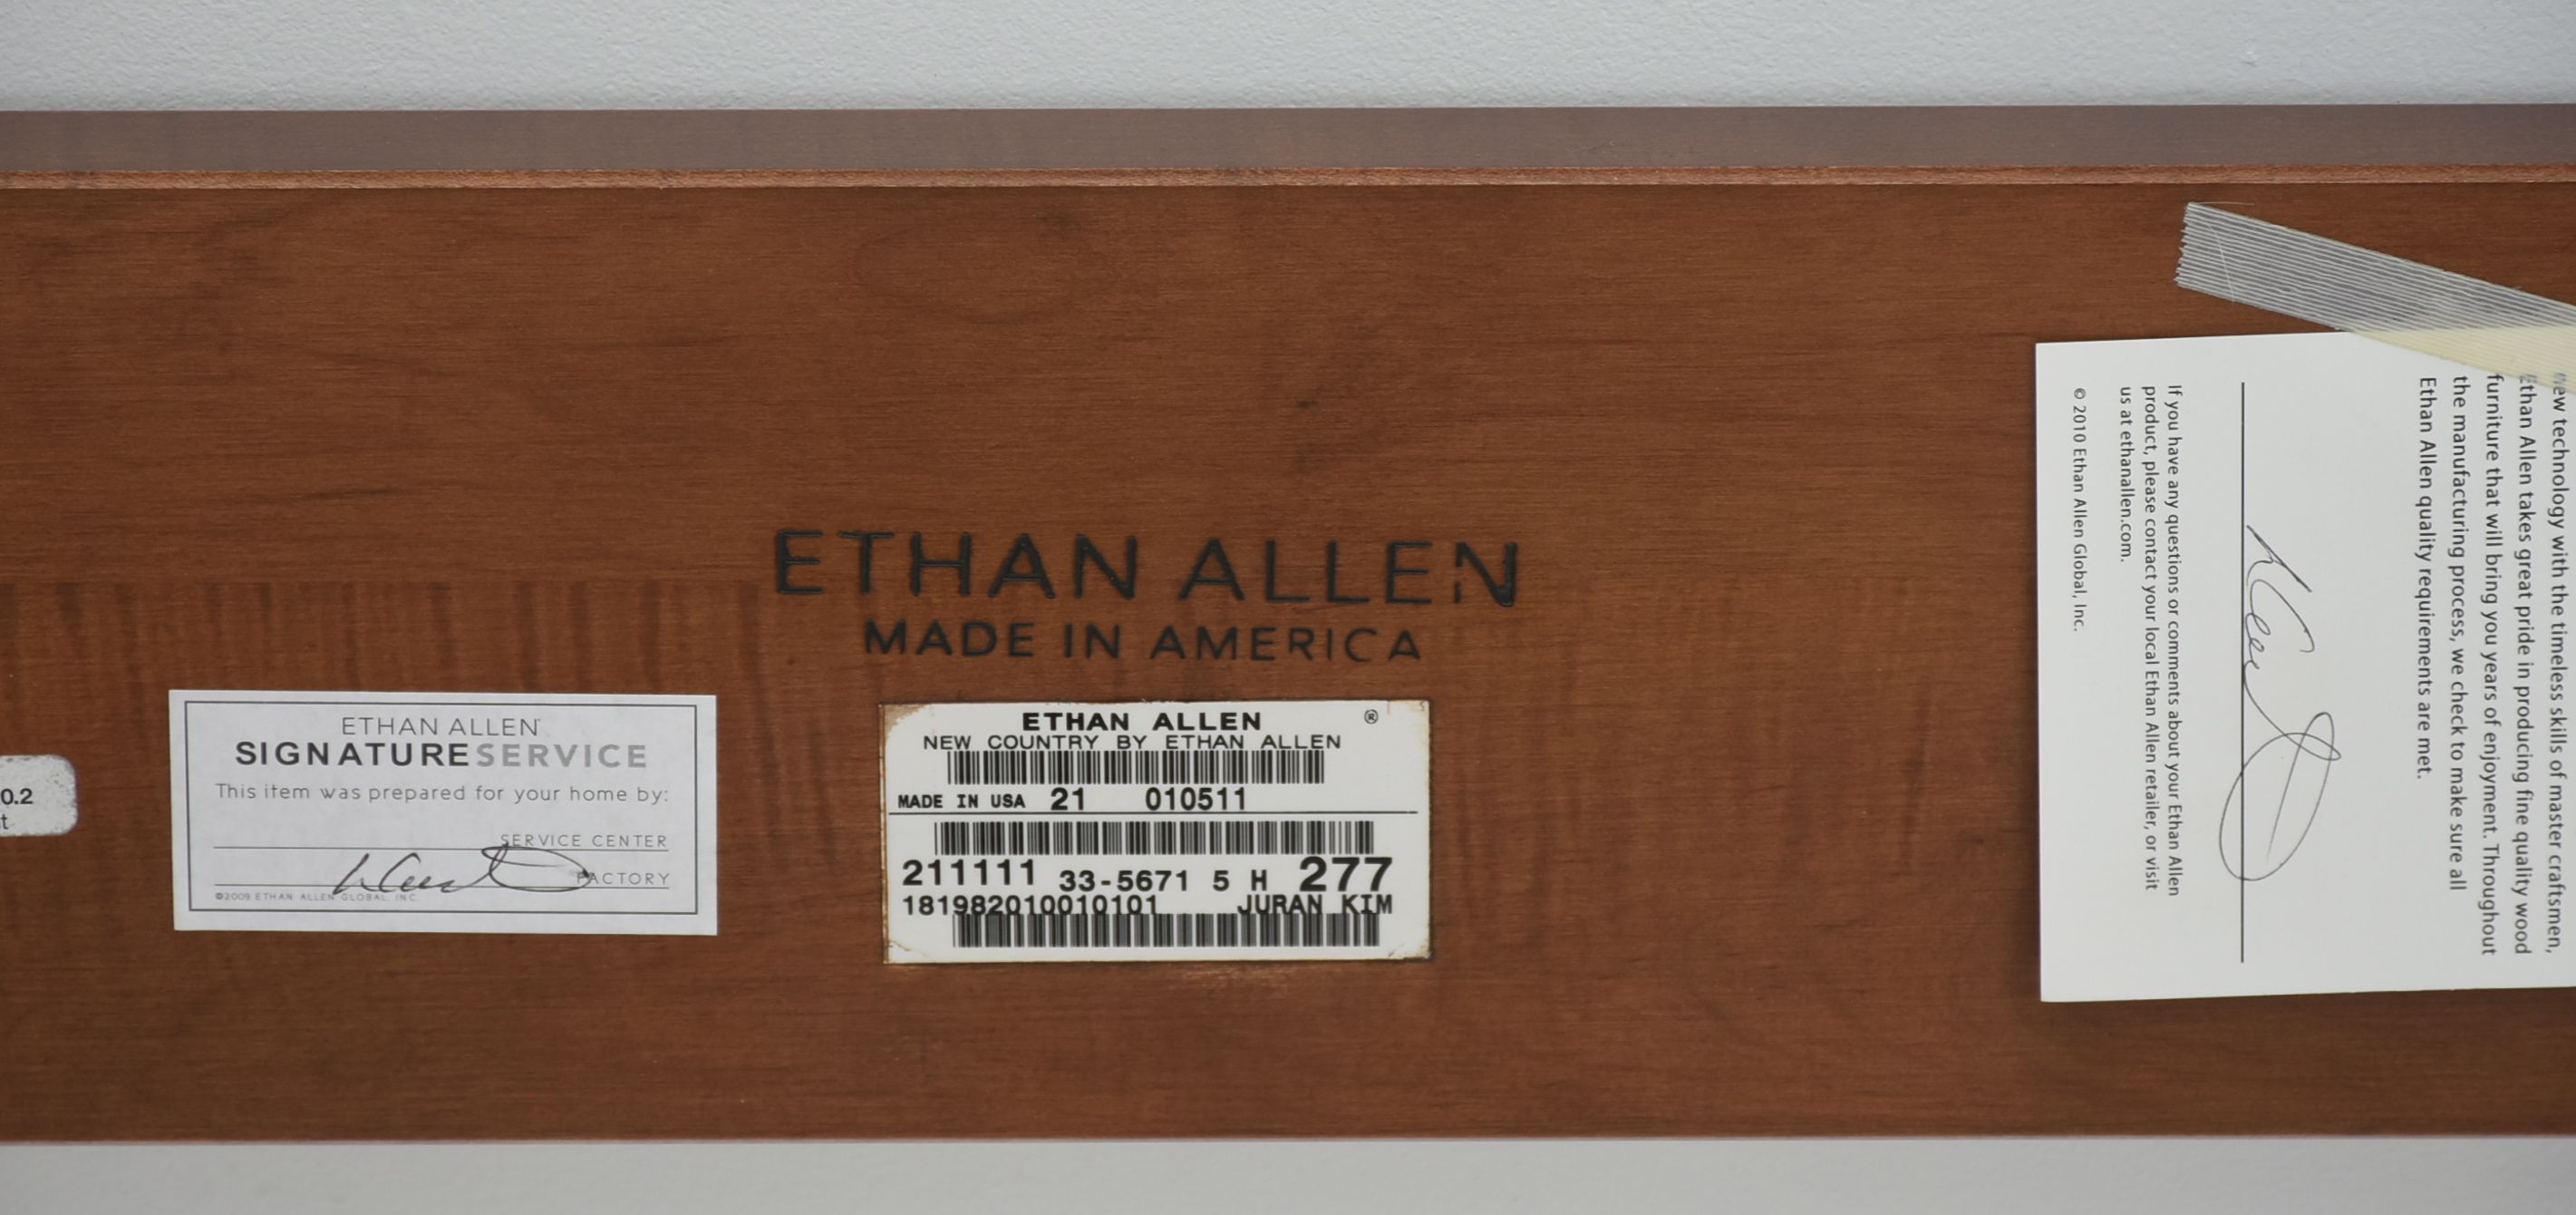 ETHAN ALLEN
MADE IN AMERICA
0.2
t
ETHAN ALLEN
SIGNATURESERVICE
This item was prepared for your home by:
SERVICE CENTER
FACTORY
©2009 ETHAN ALLEN GLOBAL, INC.
ETHAN ALLEN ®
NEW COUNTRY BY ETHAN ALLEN
MADE IN USA 21 010511
211111 33-5671 5 H 277
181982010010101 JURAN KIM
new technology with the timeless skills of master craftsmen,
Ethan Allen takes great pride in producing fine quality wood
furniture that will bring you years of enjoyment. Throughout
the manufacturing process, we check to make sure all
Ethan Allen quality requirements are met.
If you have any questions or comments about your Ethan Allen
product, please contact your local Ethan Allen retailer, or visit
us at ethanallen.com.
© 2010 Ethan Allen Global, Inc.